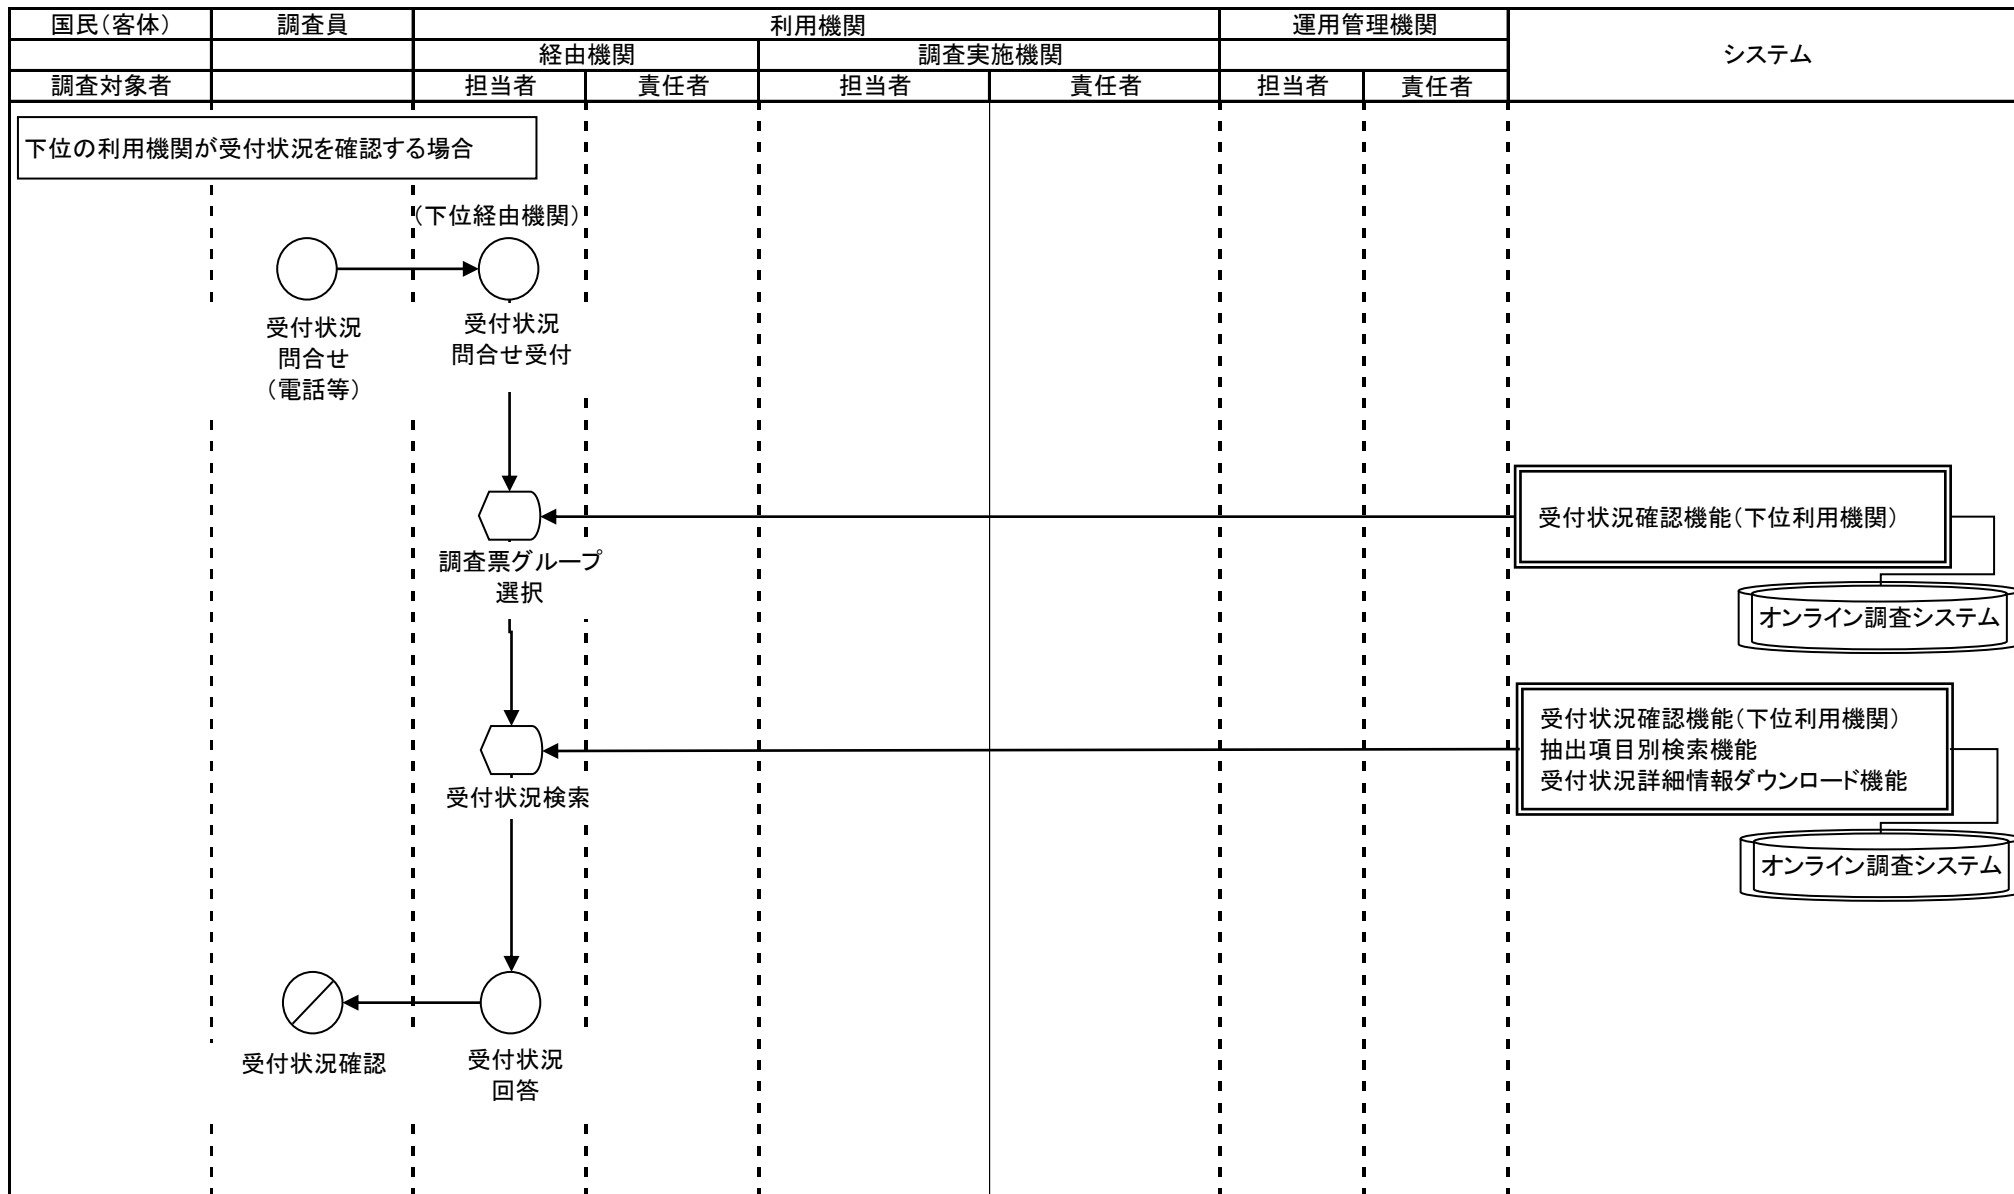 国民（客体）
調査員
利用機関
運用管理機関
システム
経由機関
調査実施機関
調査対象者
担当者
責任者
担当者
責任者
担当者
責任者
下位の利用機関が受付状況を確認する場合
（下位経由機関）
受付状況
問合せ
（電話等）
受付状況
問合せ受付
受付状況確認機能（下位利用機関）
調査票グループ
選択
オンライン調査システム
受付状況確認機能（下位利用機関）
抽出項目別検索機能
受付状況詳細情報ダウンロード機能
受付状況検索
オンライン調査システム
受付状況確認
受付状況
回答